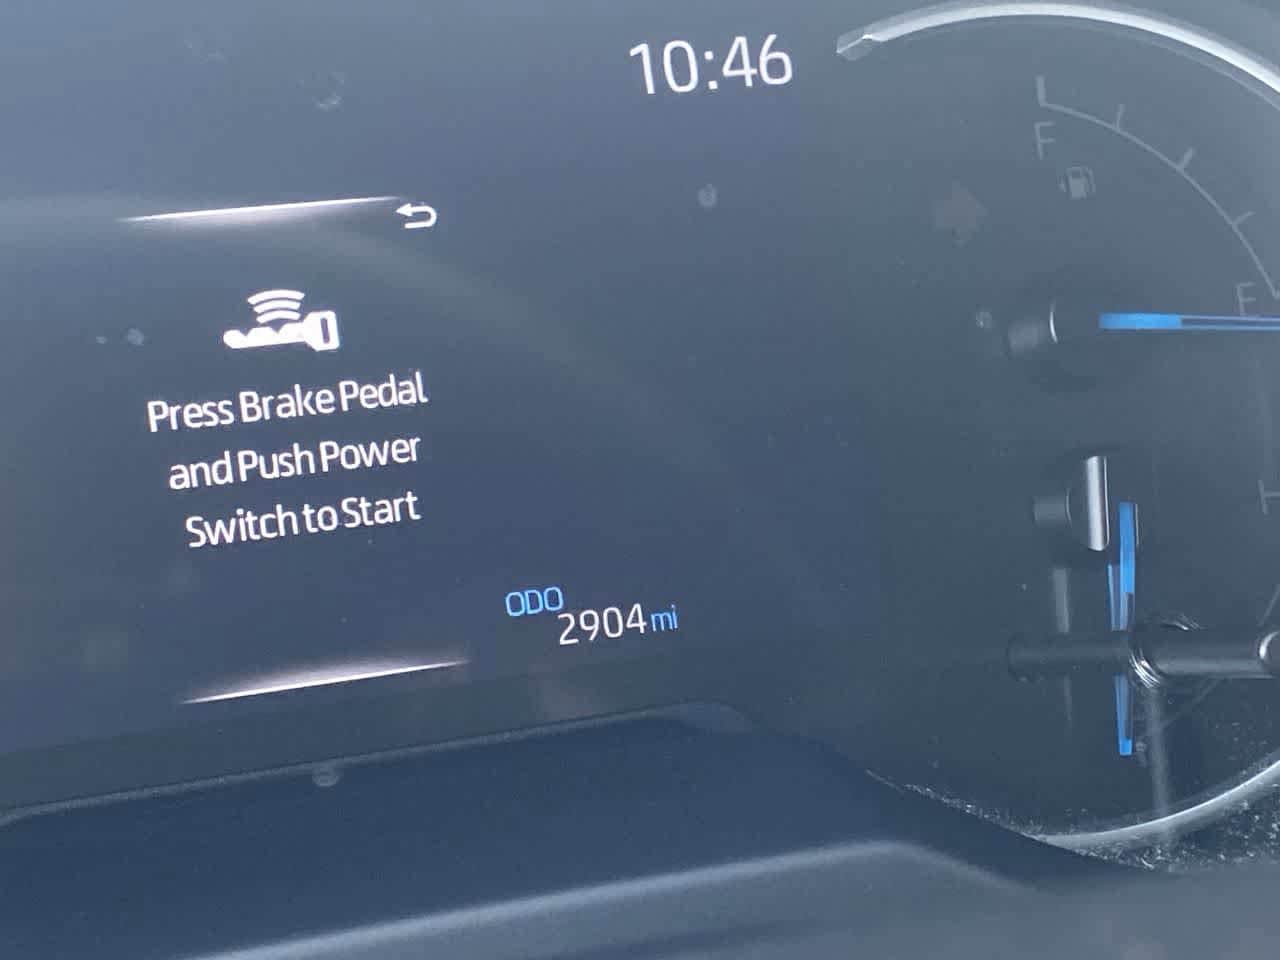 10:46
F
E
Press Brake Pedal
and Push Power
Switch to Start
H
ODO
2904 mi